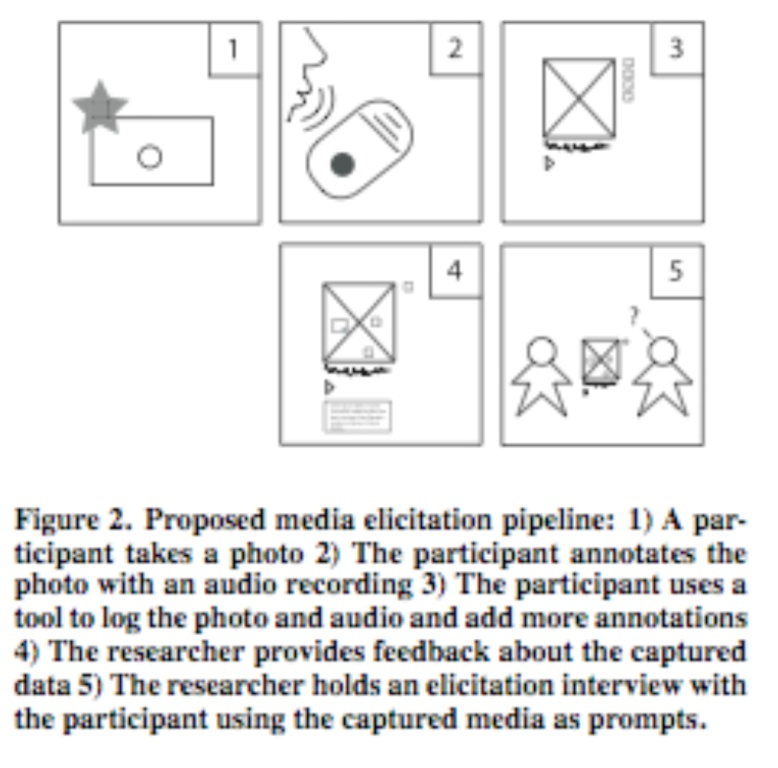 1
2
3
4
5
?
Figure 2. Proposed media elicitation pipeline: 1) A par-
ticipant takes a photo 2) The participant annotates the
photo with an audio recording 3) The participant uses a
tool to log the photo and audio and add more annotations
4) The researcher provides feedback about the captured
data 5) The researcher holds an elicitation interview with
the participant using the captured media as prompts.